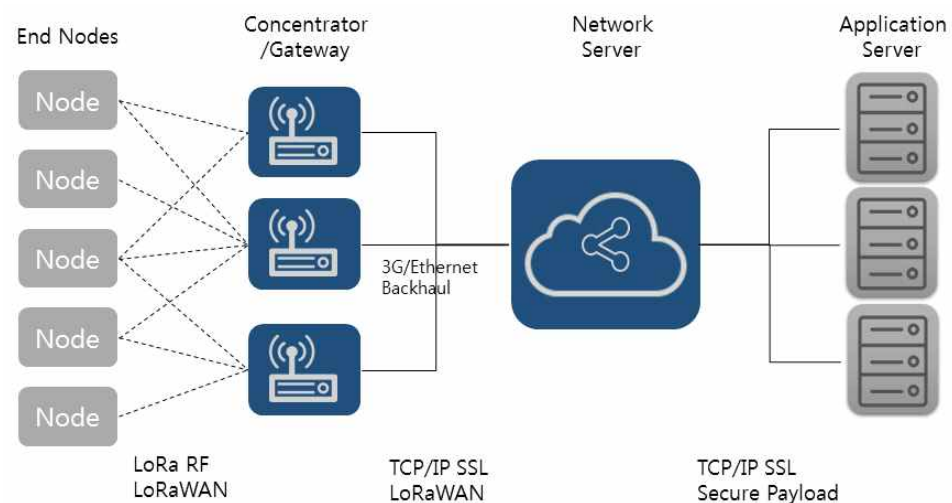 End Nodes
Concentrator
/Gateway
Network
Server
Application
Server
Node
Node
Node
Node
Node
3G/Ethernet
Backhaul
LoRa RF
LoRaWAN
TCP/IP SSL
LoRaWAN
TCP/IP SSL
Secure Payload